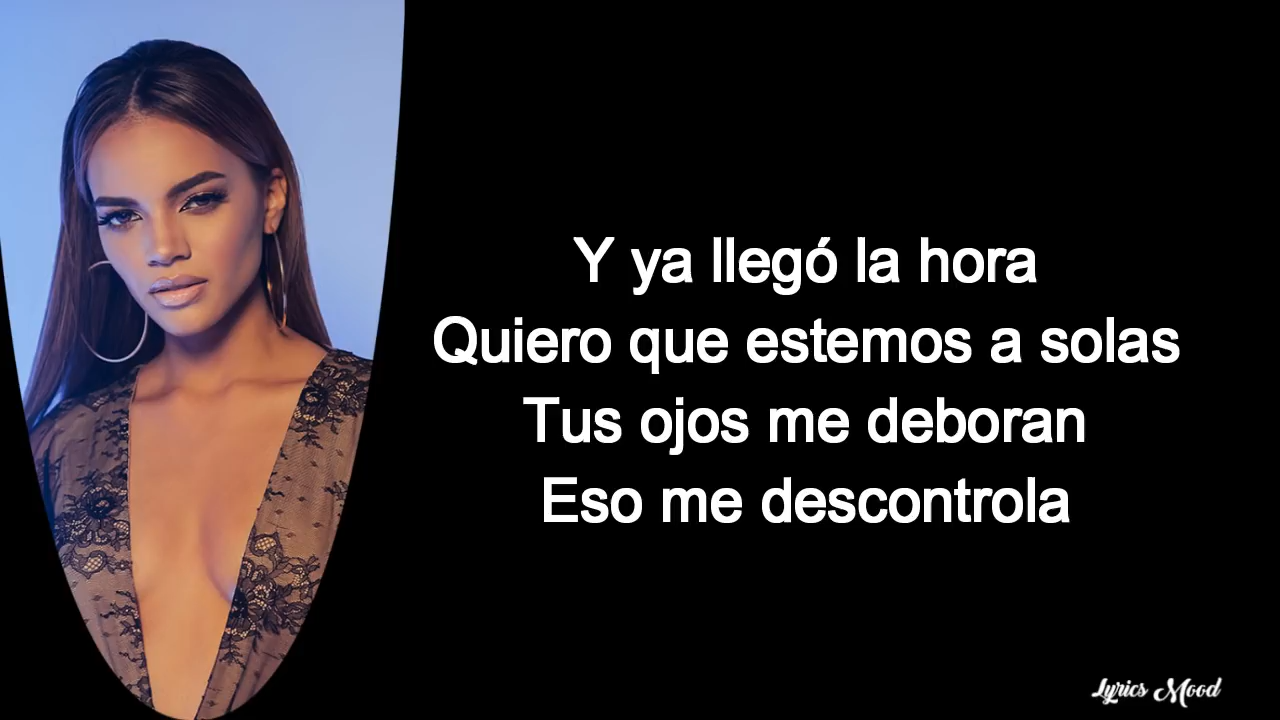 Y ya llegó la hora
Quiero que estemos a solas
Tus ojos me deboran
Eso me descontrola
Lyrics Mood